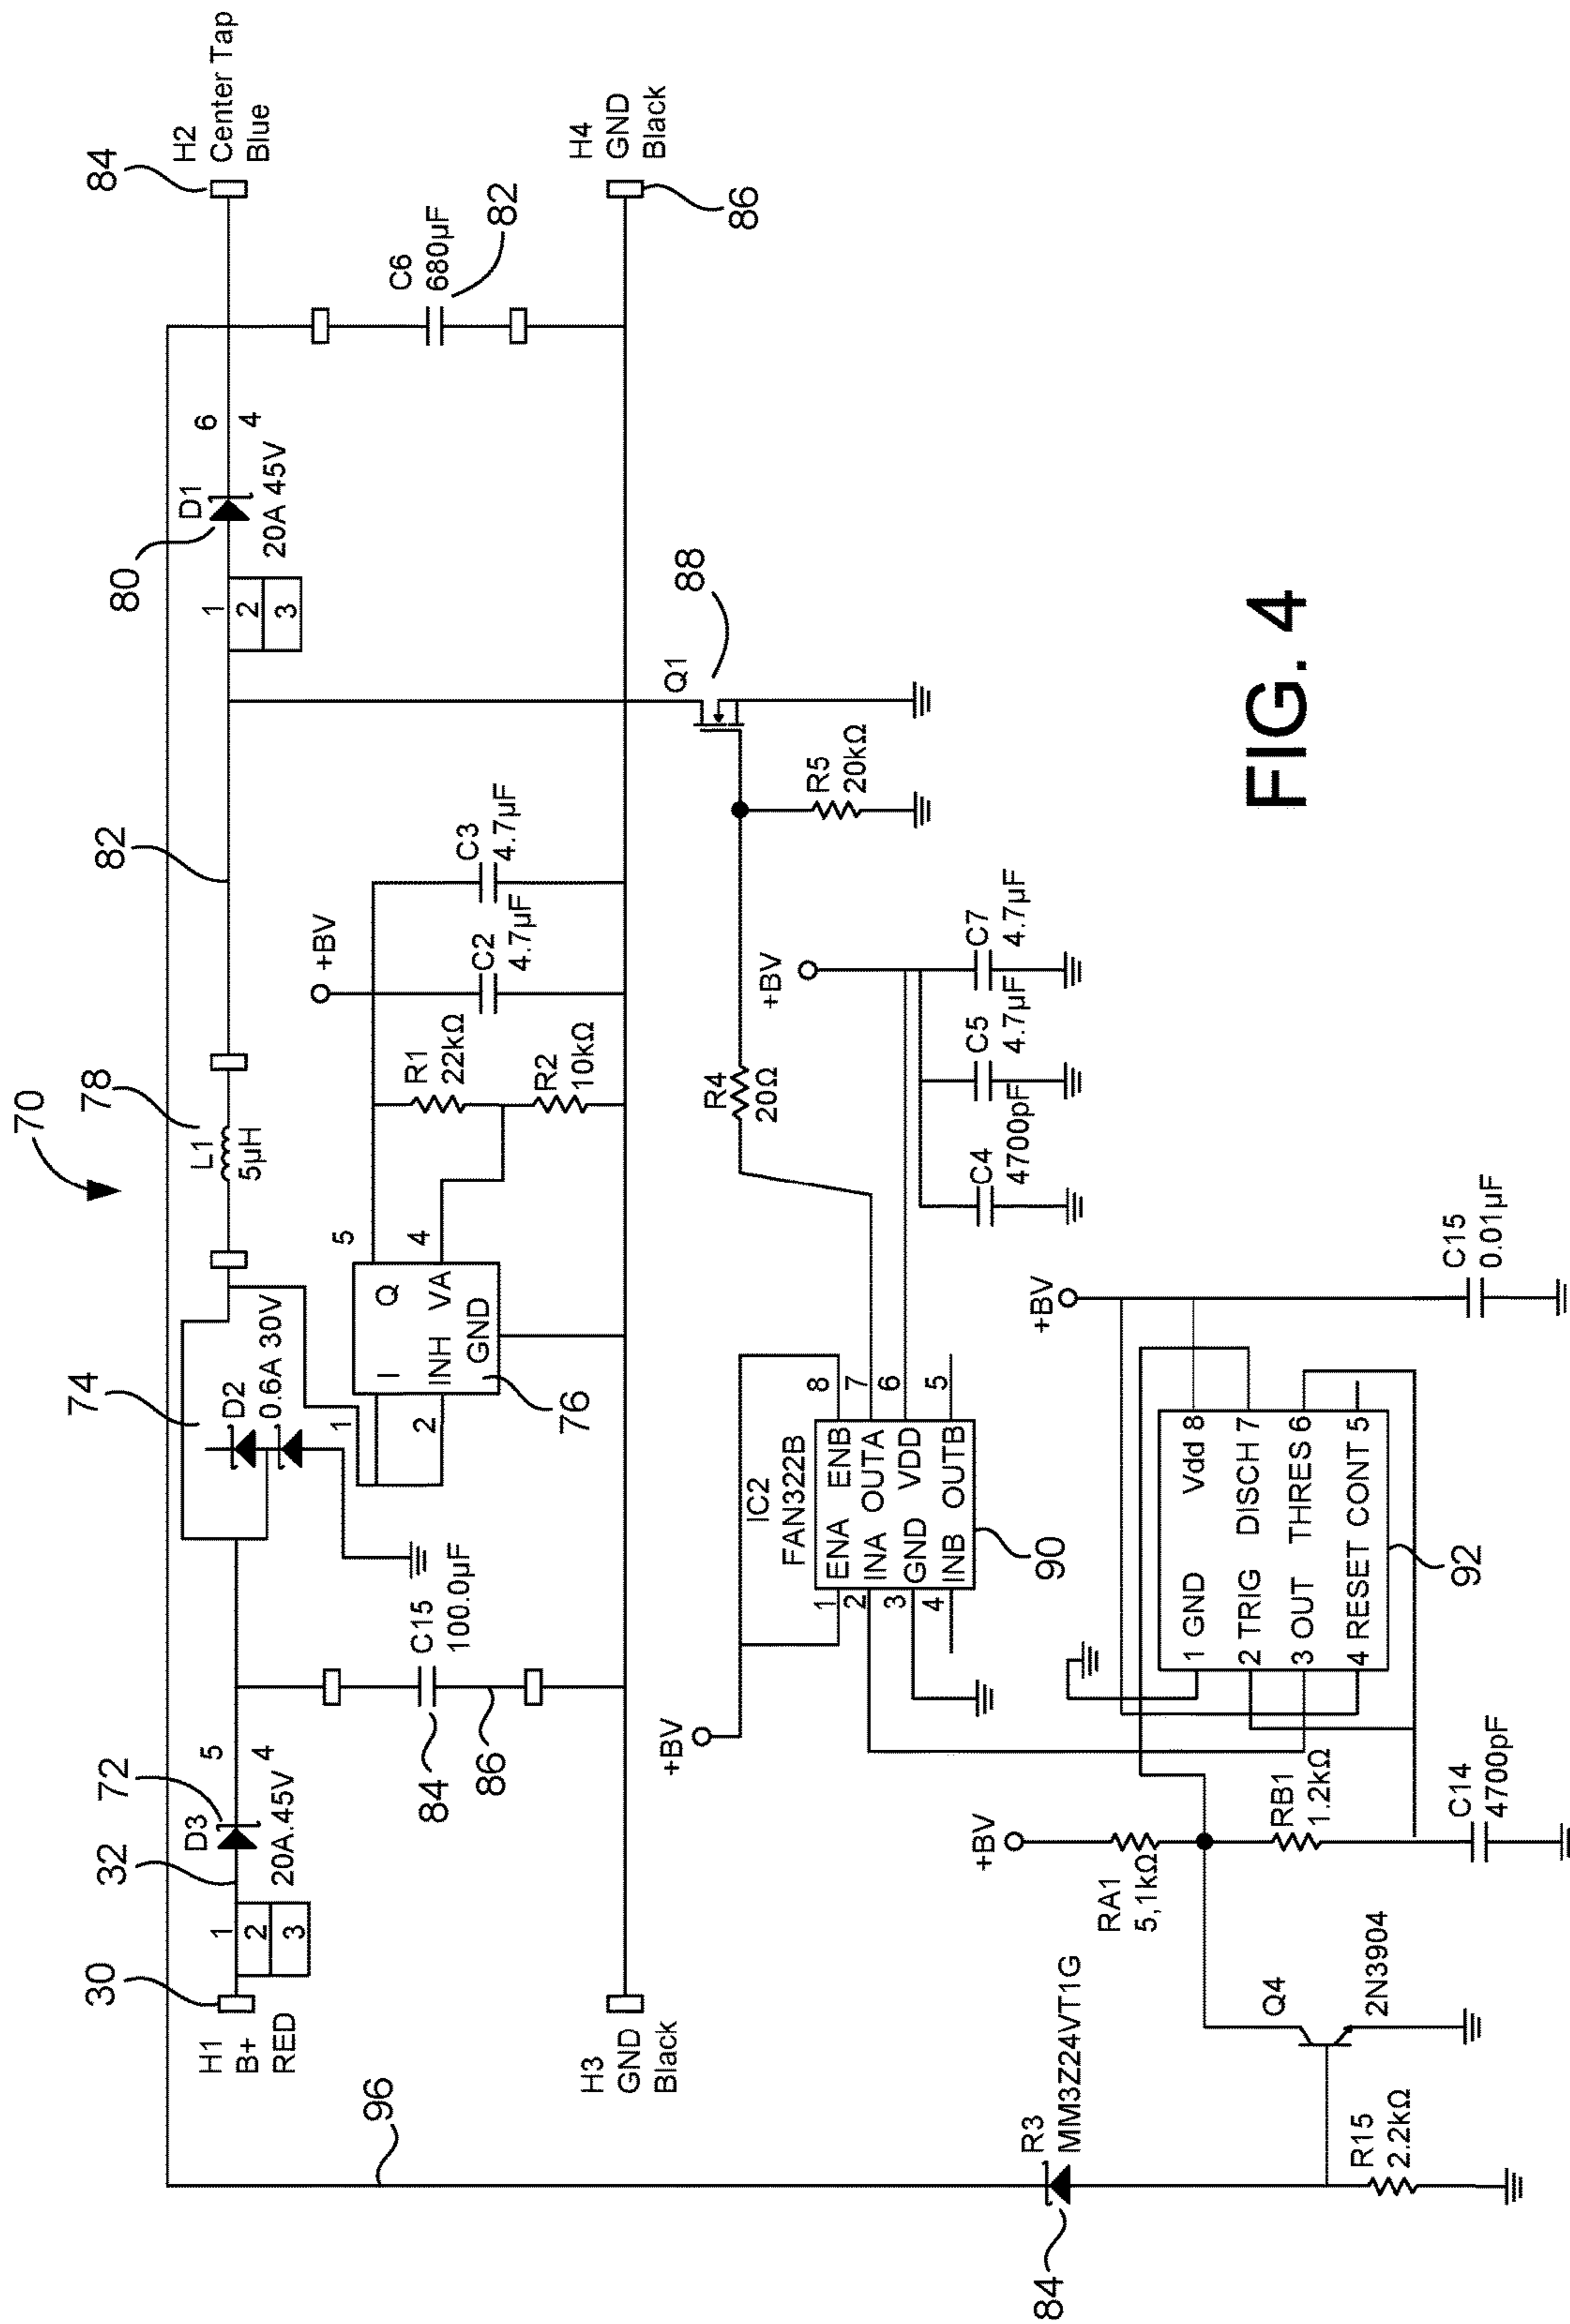 70
30
H1
B+
RED
1
2
3
32
72
D3
20A.45V
5
4
74
D2
0.6A 30V
78
L1
5µH
82
80
1
2
3
D1
20A 45V
6
4
84
H2
Center Tap
Blue
C15
100.0µF
84
86
1
2
I
INH
Q
VA
GND
5
4
76
R1
22kΩ
R2
10kΩ
+BV
C2
4.7µF
C3
4.7µF
C6
680µF
82
H3
GND
Black
H4
GND
Black
86
96
Q1
88
R4
20Ω
R5
20kΩ
+BV
IC2
FAN322B
1
2
3
4
ENA ENB
INA OUTA
GND VDD
INB OUTB
8
7
6
5
90
+BV
C4
4700pF
C5
4.7µF
C7
4.7µF
+BV
RA1
5,1kΩ
RB1
1.2kΩ
C14
4700pF
1 GND Vdd 8
2 TRIG DISCH 7
3 OUT THRES 6
4 RESET CONT 5
92
+BV
C15
0.01µF
R3
MM3Z24VT1G
84
Q4
2N3904
R15
2.2kΩ
FIG. 4